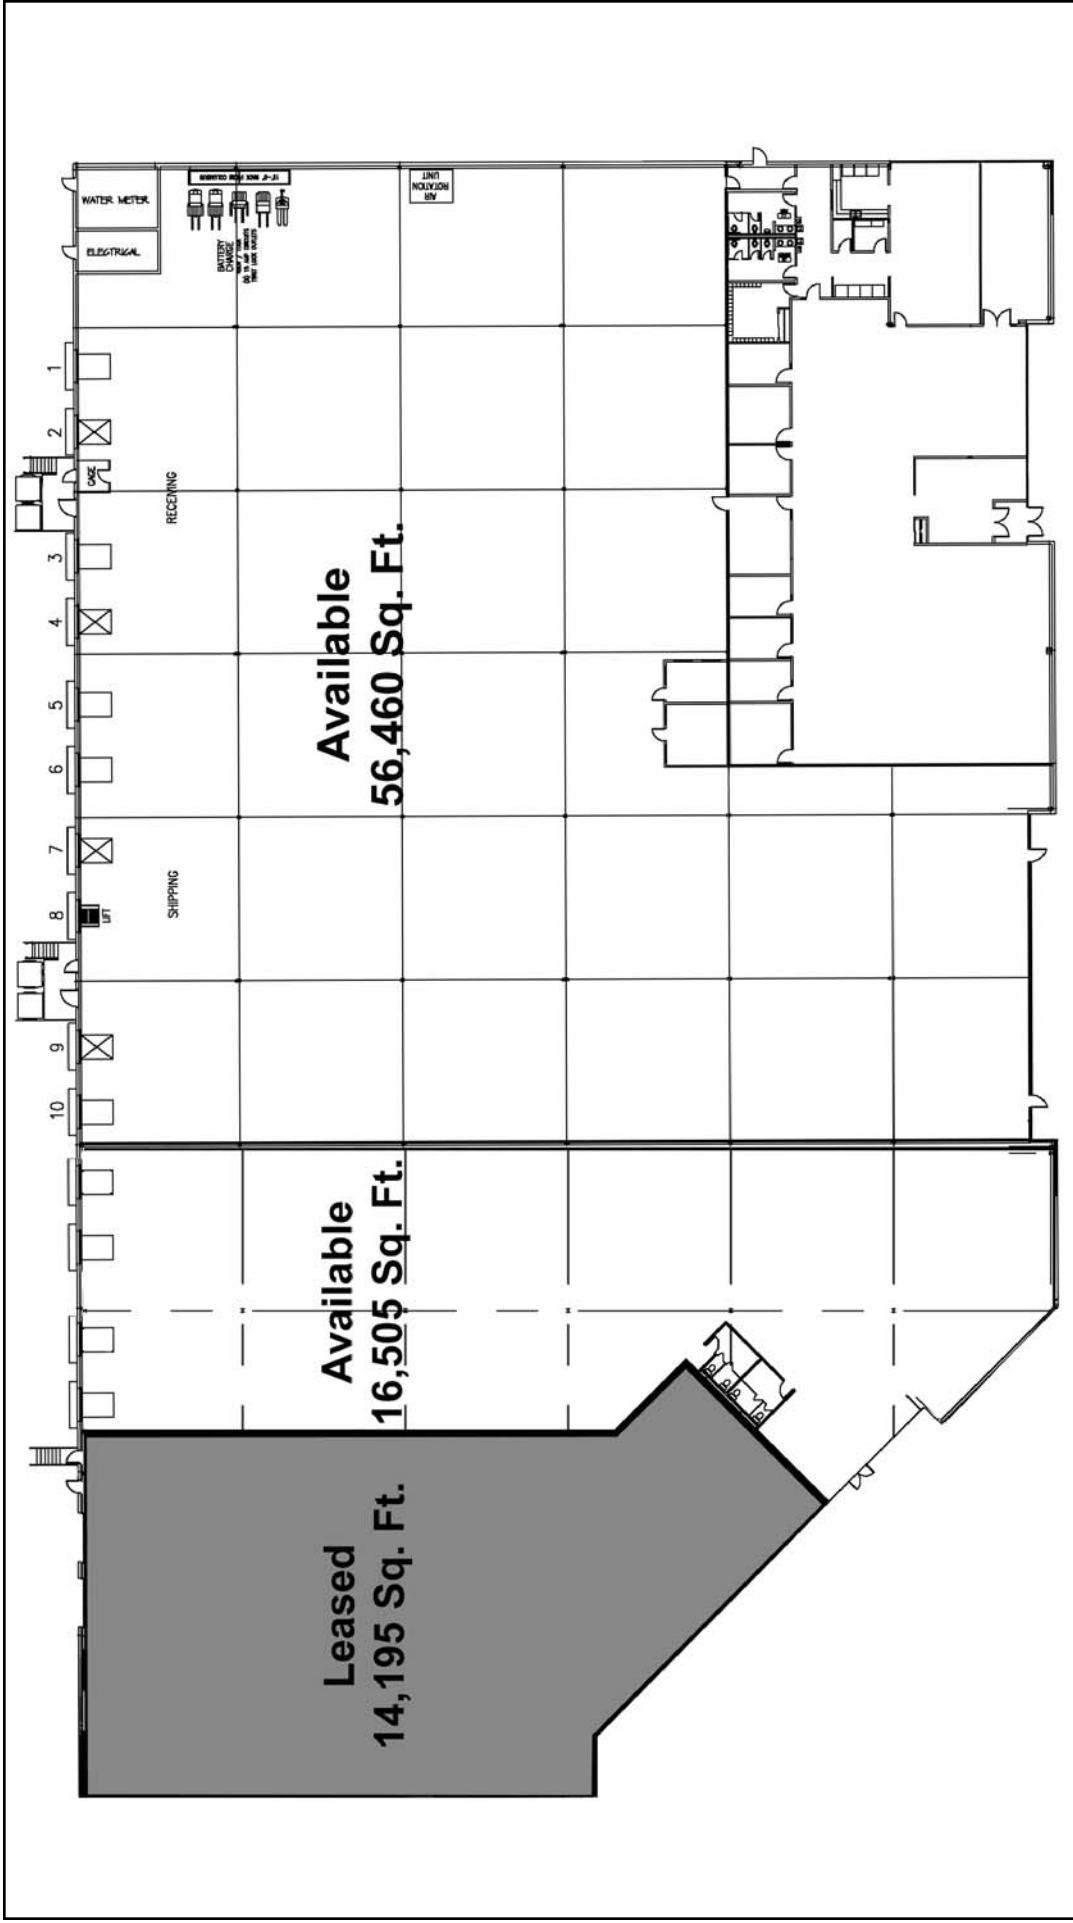 WATER METER
ELECTRICAL
BATTERY
CHARGE
AIR
ROTATION
UNIT
1
2
CAGE
RECEIVING
3
4
5
6
7
SHIPPING
8
LIFT
9
10
Available
56,460 Sq. Ft.
Available
16,505 Sq. Ft.
Leased
14,195 Sq. Ft.